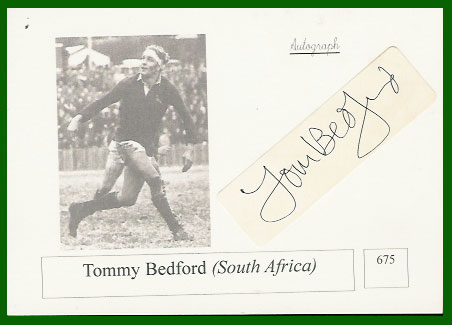 Autograph
Tom Bedford
Tommy Bedford (South Africa)
675